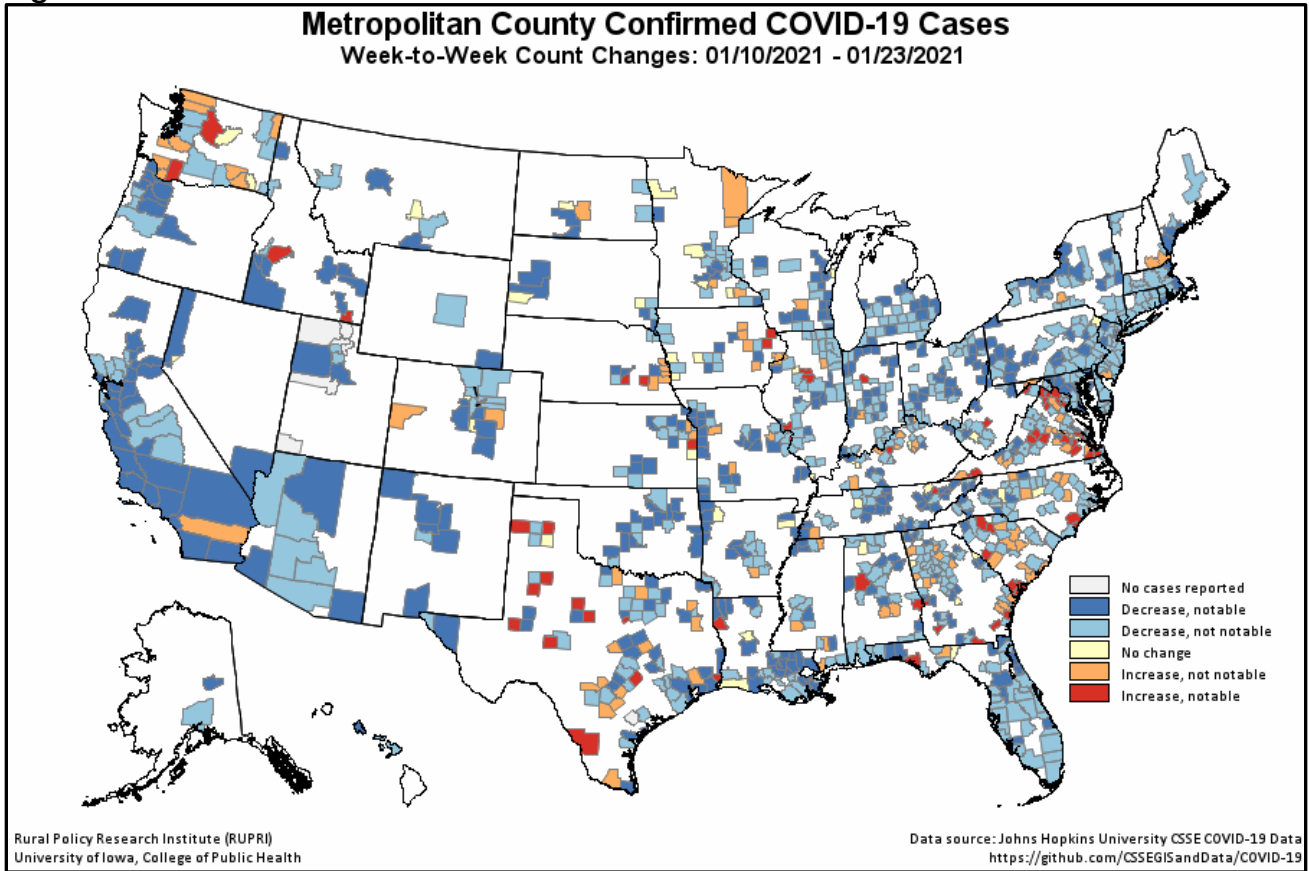 Metropolitan County Confirmed COVID-19 Cases
Week-to-Week Count Changes: 01/10/2021 - 01/23/2021
No cases reported
Decrease, notable
Decrease, not notable
No change
Increase, not notable
Increase, notable
Rural Policy Research Institute (RUPRI)
University of Iowa, College of Public Health
Data source: Johns Hopkins University CSSE COVID-19 Data
https://github.com/CSSEGISandData/COVID-19